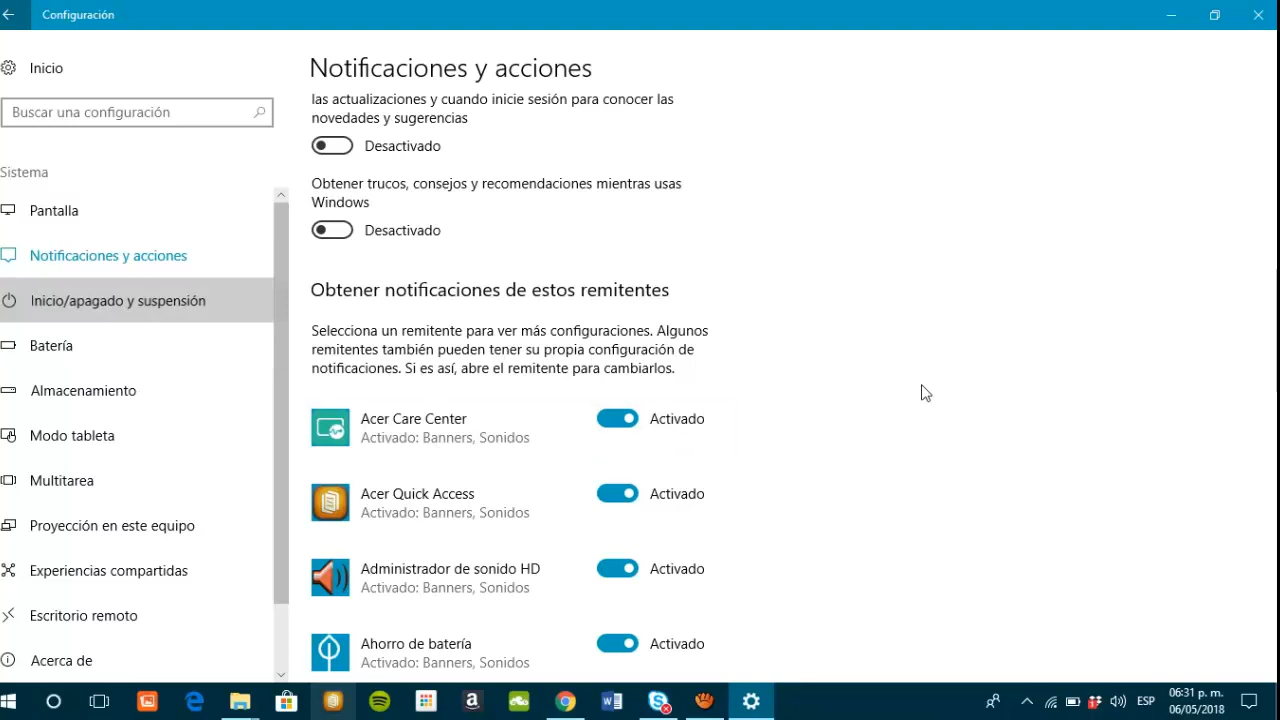 Configuración
Inicio
Buscar una configuración
Sistema
Pantalla
Notificaciones y acciones
Inicio/apagado y suspensión
Batería
Almacenamiento
Modo tableta
Multitarea
Proyección en este equipo
Experiencias compartidas
Escritorio remoto
Acerca de
Notificaciones y acciones
las actualizaciones y cuando inicie sesión para conocer las
novedades y sugerencias
Desactivado
Obtener trucos, consejos y recomendaciones mientras usas
Windows
Desactivado
Obtener notificaciones de estos remitentes
Selecciona un remitente para ver más configuraciones. Algunos
remitentes también pueden tener su propia configuración de
notificaciones. Si es así, abre el remitente para cambiarlos.
Acer Care Center
Activado: Banners, Sonidos
Activado
Acer Quick Access
Activado: Banners, Sonidos
Activado
Administrador de sonido HD
Activado: Banners, Sonidos
Activado
Ahorro de batería
Activado: Banners, Sonidos
Activado
ESP
06:31 p. m.
06/05/2018